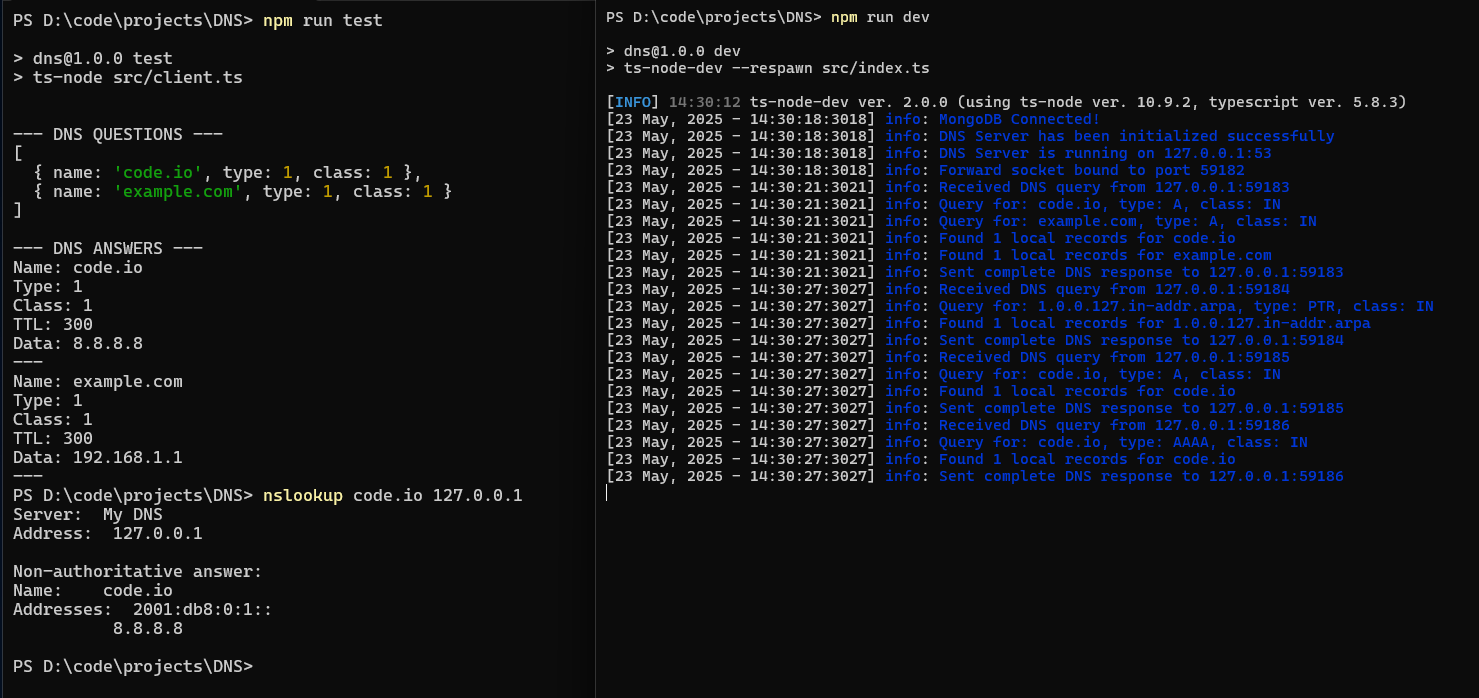 PS D:\code\projects\DNS> npm run test
> dns@1.0.0 test
> ts-node src/client.ts
--- DNS QUESTIONS ---
[
  { name: 'code.io', type: 1, class: 1 },
  { name: 'example.com', type: 1, class: 1 }
]
--- DNS ANSWERS ---
Name: code.io
Type: 1
Class: 1
TTL: 300
Data: 8.8.8.8
---
Name: example.com
Type: 1
Class: 1
TTL: 300
Data: 192.168.1.1
---
PS D:\code\projects\DNS> nslookup code.io 127.0.0.1
Server:  My DNS
Address:  127.0.0.1
Non-authoritative answer:
Name:    code.io
Addresses:  2001:db8:0:1::
          8.8.8.8
PS D:\code\projects\DNS>
PS D:\code\projects\DNS> npm run dev
> dns@1.0.0 dev
> ts-node-dev --respawn src/index.ts
[INFO] 14:30:12 ts-node-dev ver. 2.0.0 (using ts-node ver. 10.9.2, typescript ver. 5.8.3)
[23 May, 2025 - 14:30:18:3018] info: MongoDB Connected!
[23 May, 2025 - 14:30:18:3018] info: DNS Server has been initialized successfully
[23 May, 2025 - 14:30:18:3018] info: DNS Server is running on 127.0.0.1:53
[23 May, 2025 - 14:30:18:3018] info: Forward socket bound to port 59182
[23 May, 2025 - 14:30:21:3021] info: Received DNS query from 127.0.0.1:59183
[23 May, 2025 - 14:30:21:3021] info: Query for: code.io, type: A, class: IN
[23 May, 2025 - 14:30:21:3021] info: Query for: example.com, type: A, class: IN
[23 May, 2025 - 14:30:21:3021] info: Found 1 local records for code.io
[23 May, 2025 - 14:30:21:3021] info: Found 1 local records for example.com
[23 May, 2025 - 14:30:21:3021] info: Sent complete DNS response to 127.0.0.1:59183
[23 May, 2025 - 14:30:27:3027] info: Received DNS query from 127.0.0.1:59184
[23 May, 2025 - 14:30:27:3027] info: Query for: 1.0.0.127.in-addr.arpa, type: PTR, class: IN
[23 May, 2025 - 14:30:27:3027] info: Found 1 local records for 1.0.0.127.in-addr.arpa
[23 May, 2025 - 14:30:27:3027] info: Sent complete DNS response to 127.0.0.1:59184
[23 May, 2025 - 14:30:27:3027] info: Received DNS query from 127.0.0.1:59185
[23 May, 2025 - 14:30:27:3027] info: Query for: code.io, type: A, class: IN
[23 May, 2025 - 14:30:27:3027] info: Found 1 local records for code.io
[23 May, 2025 - 14:30:27:3027] info: Sent complete DNS response to 127.0.0.1:59185
[23 May, 2025 - 14:30:27:3027] info: Received DNS query from 127.0.0.1:59186
[23 May, 2025 - 14:30:27:3027] info: Query for: code.io, type: AAAA, class: IN
[23 May, 2025 - 14:30:27:3027] info: Found 1 local records for code.io
[23 May, 2025 - 14:30:27:3027] info: Sent complete DNS response to 127.0.0.1:59186